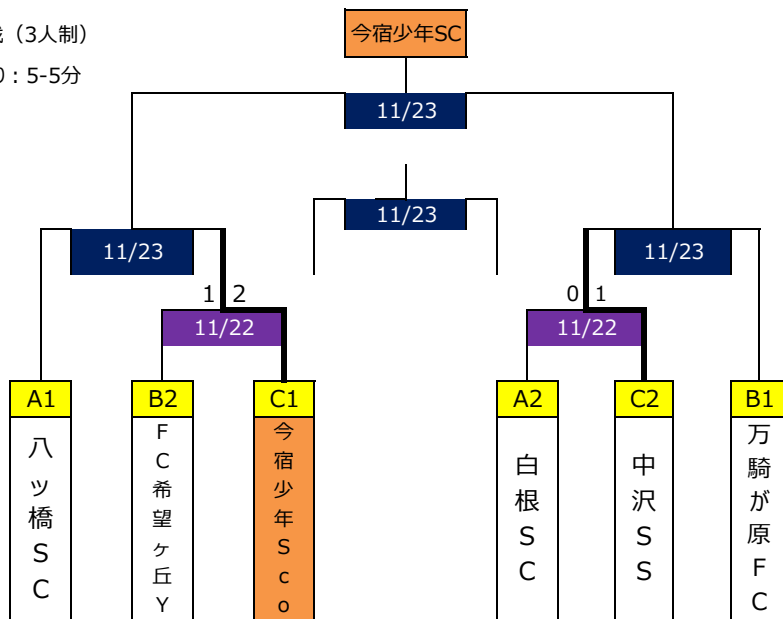 （3人制）
今宿少年SC
：5-5分
11/23
11/23
11/23
11/23
1 2
0 1
11/22
11/22
A1
B2
C1
A2
C2
B1
八ッ橋SC
FC希望ヶ丘Y
今宿少年Sco
白根SC
中沢SS
万騎が原FC